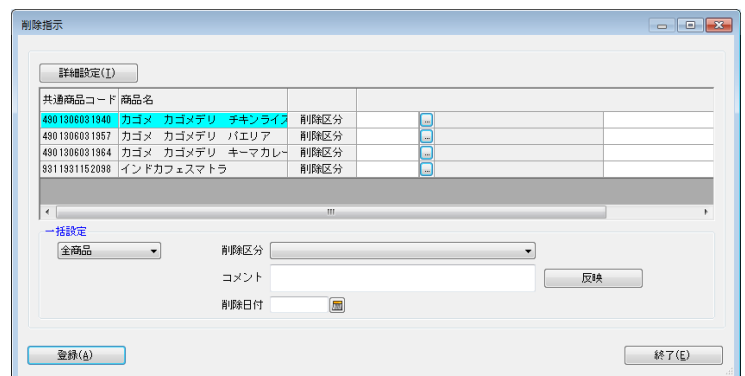 削除指示
詳細設定(I)
共通商品コード 商品名
4901306031940 カゴメ カゴメデリ チキンライス 削除区分 ...
4901306031957 カゴメ カゴメデリ パエリア 削除区分 ...
4901306031964 カゴメ カゴメデリ キーマカレー 削除区分 ...
9311931152098 インドカフェスマトラ 削除区分 ...
一括設定
全商品 削除区分
コメント 反映
削除日付
登録(A) 終了(E)